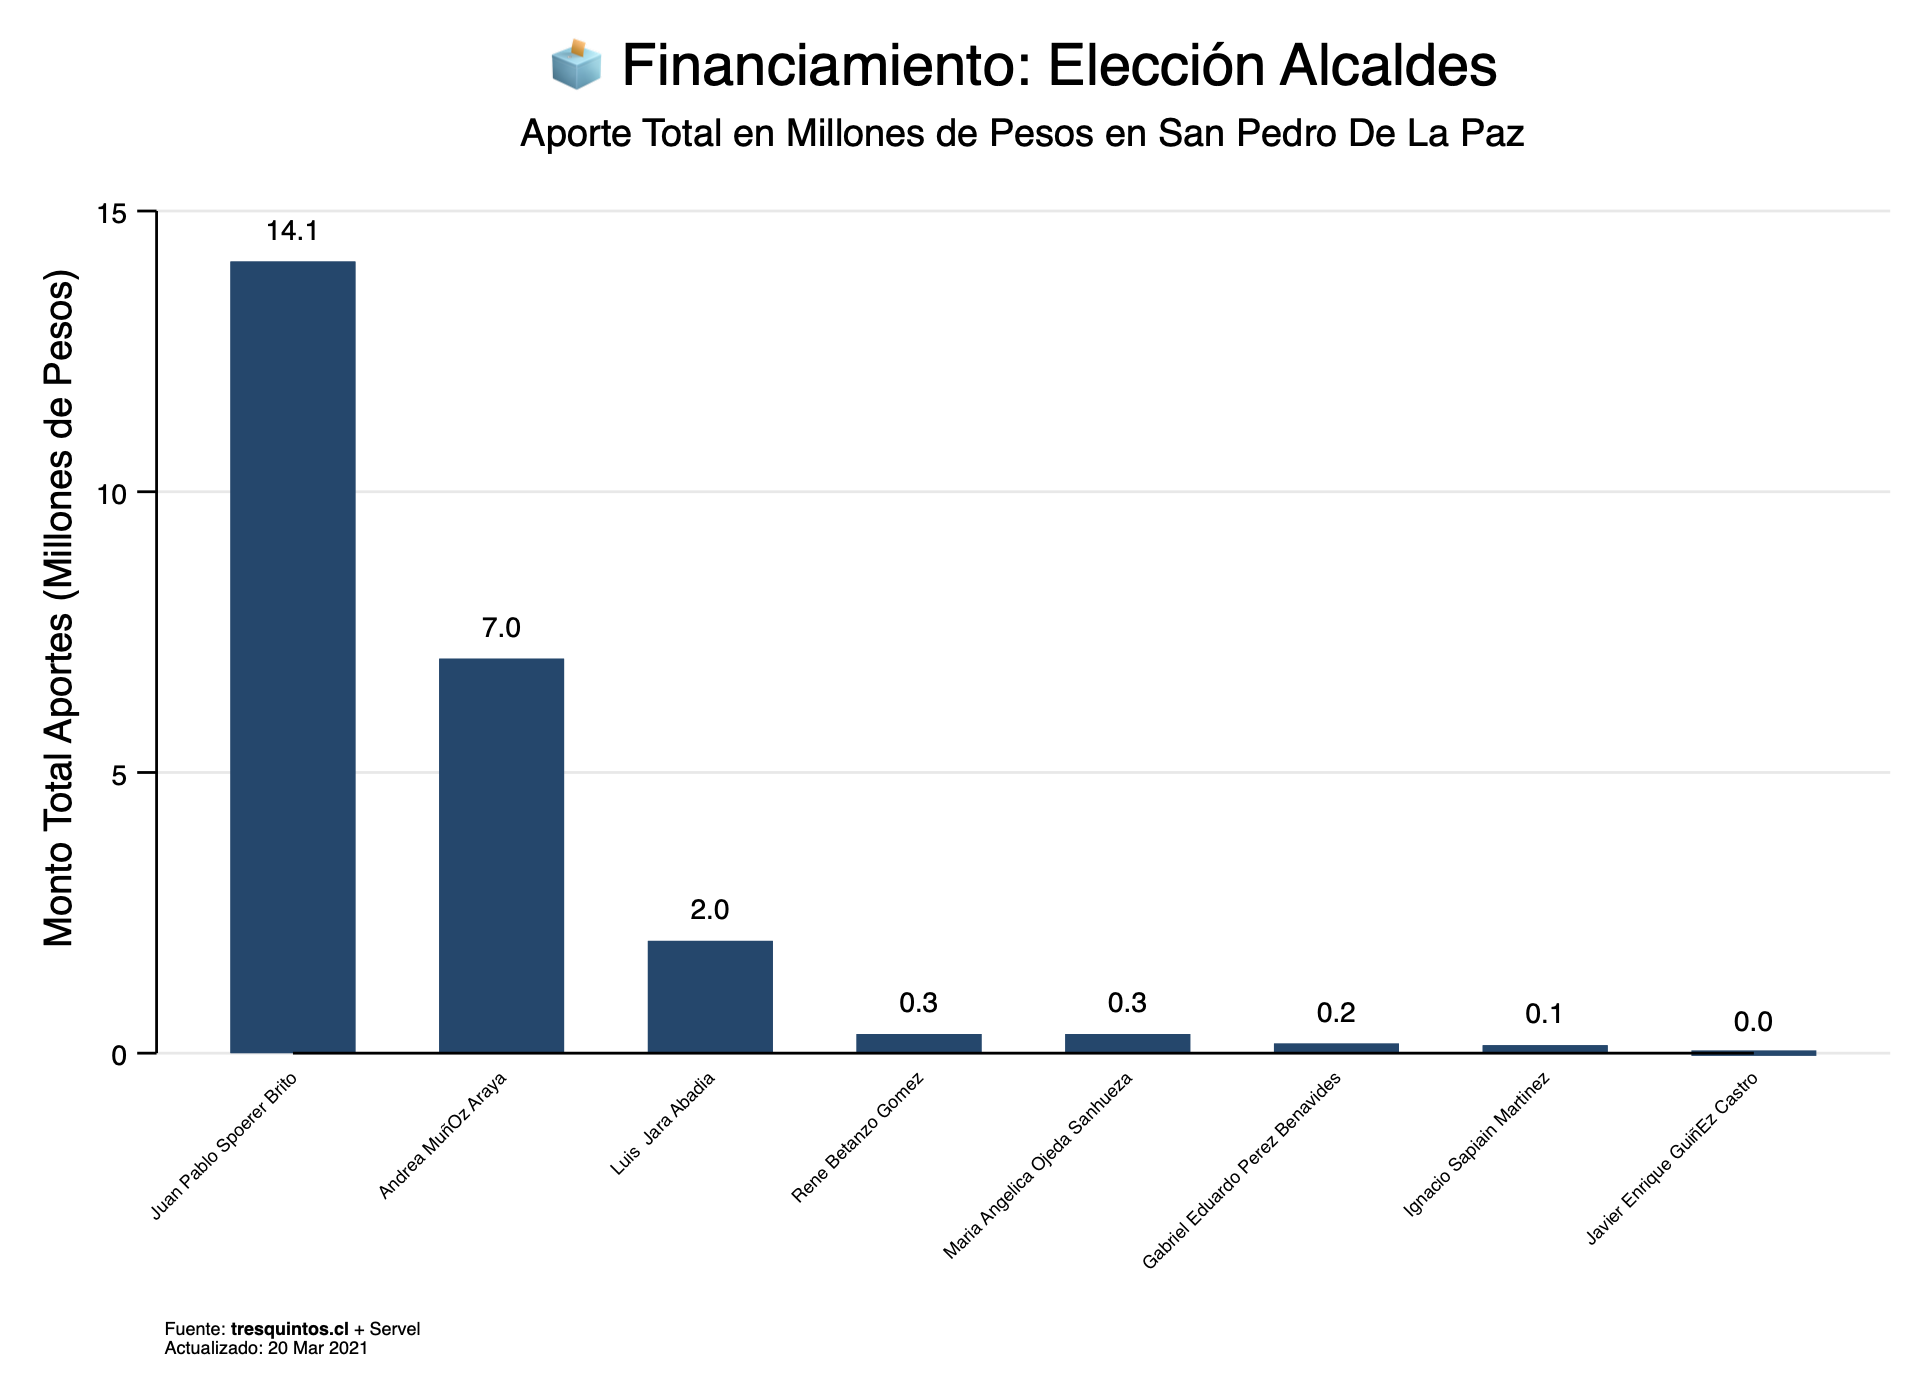 Financiamiento: Elección Alcaldes
Aporte Total en Millones de Pesos en San Pedro De La Paz
Monto Total Aportes (Millones de Pesos)
15
10
5
0
14.1
7.0
2.0
0.3
0.3
0.2
0.1
0.0
Juan Pablo Spoerer Brito
Andrea MuñOz Araya
Luis  Jara Abadia
Rene Betanzo Gomez
Maria Angelica Ojeda Sanhueza
Gabriel Eduardo Perez Benavides
Ignacio Sapiain Martinez
Javier Enrique GuiñEz Castro
Fuente: tresquintos.cl + Servel
Actualizado: 20 Mar 2021